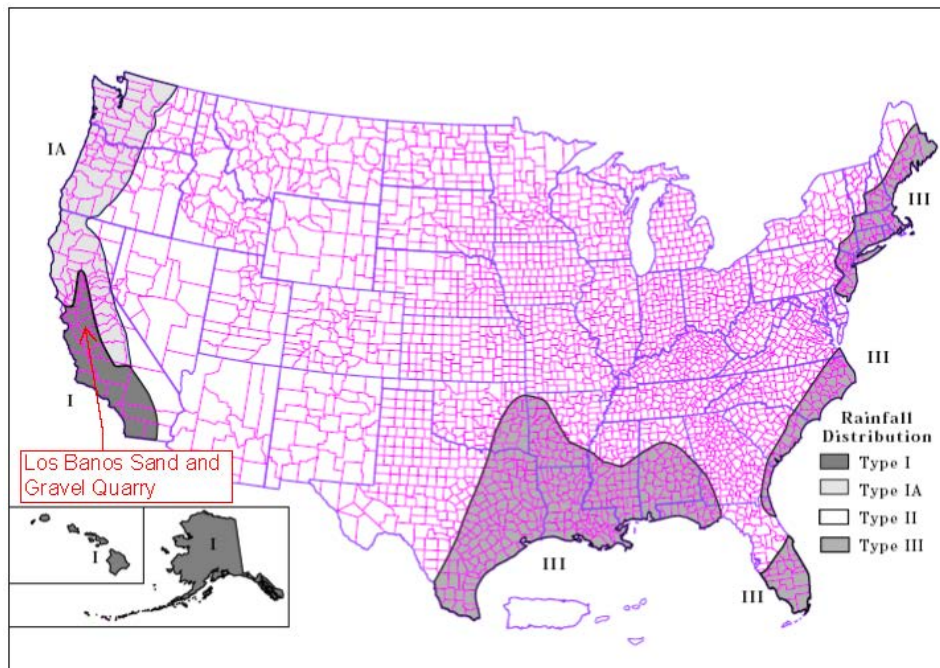 IA
III
III
I
Rainfall
Distribution
Type I
Type IA
Type II
Type III
Los Banos Sand and
Gravel Quarry
I
I
III
III